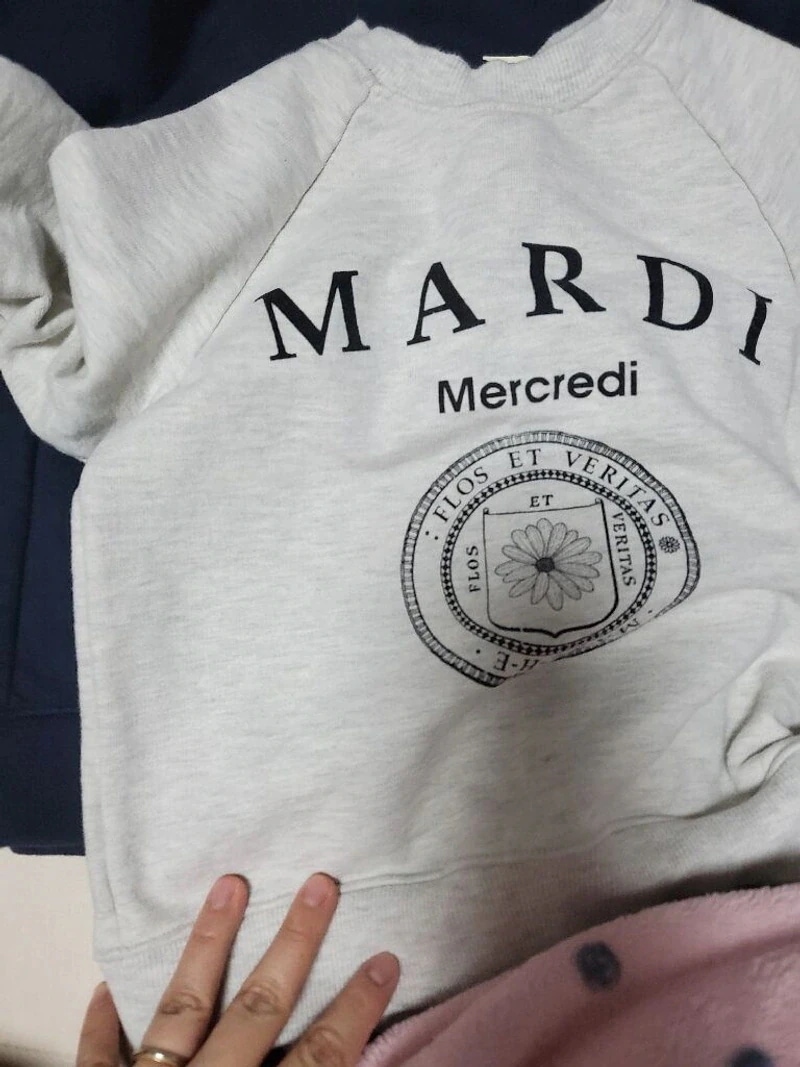 MARDI
Mercredi
FLOS ET VERITAS
ET
FLOS
VERITAS